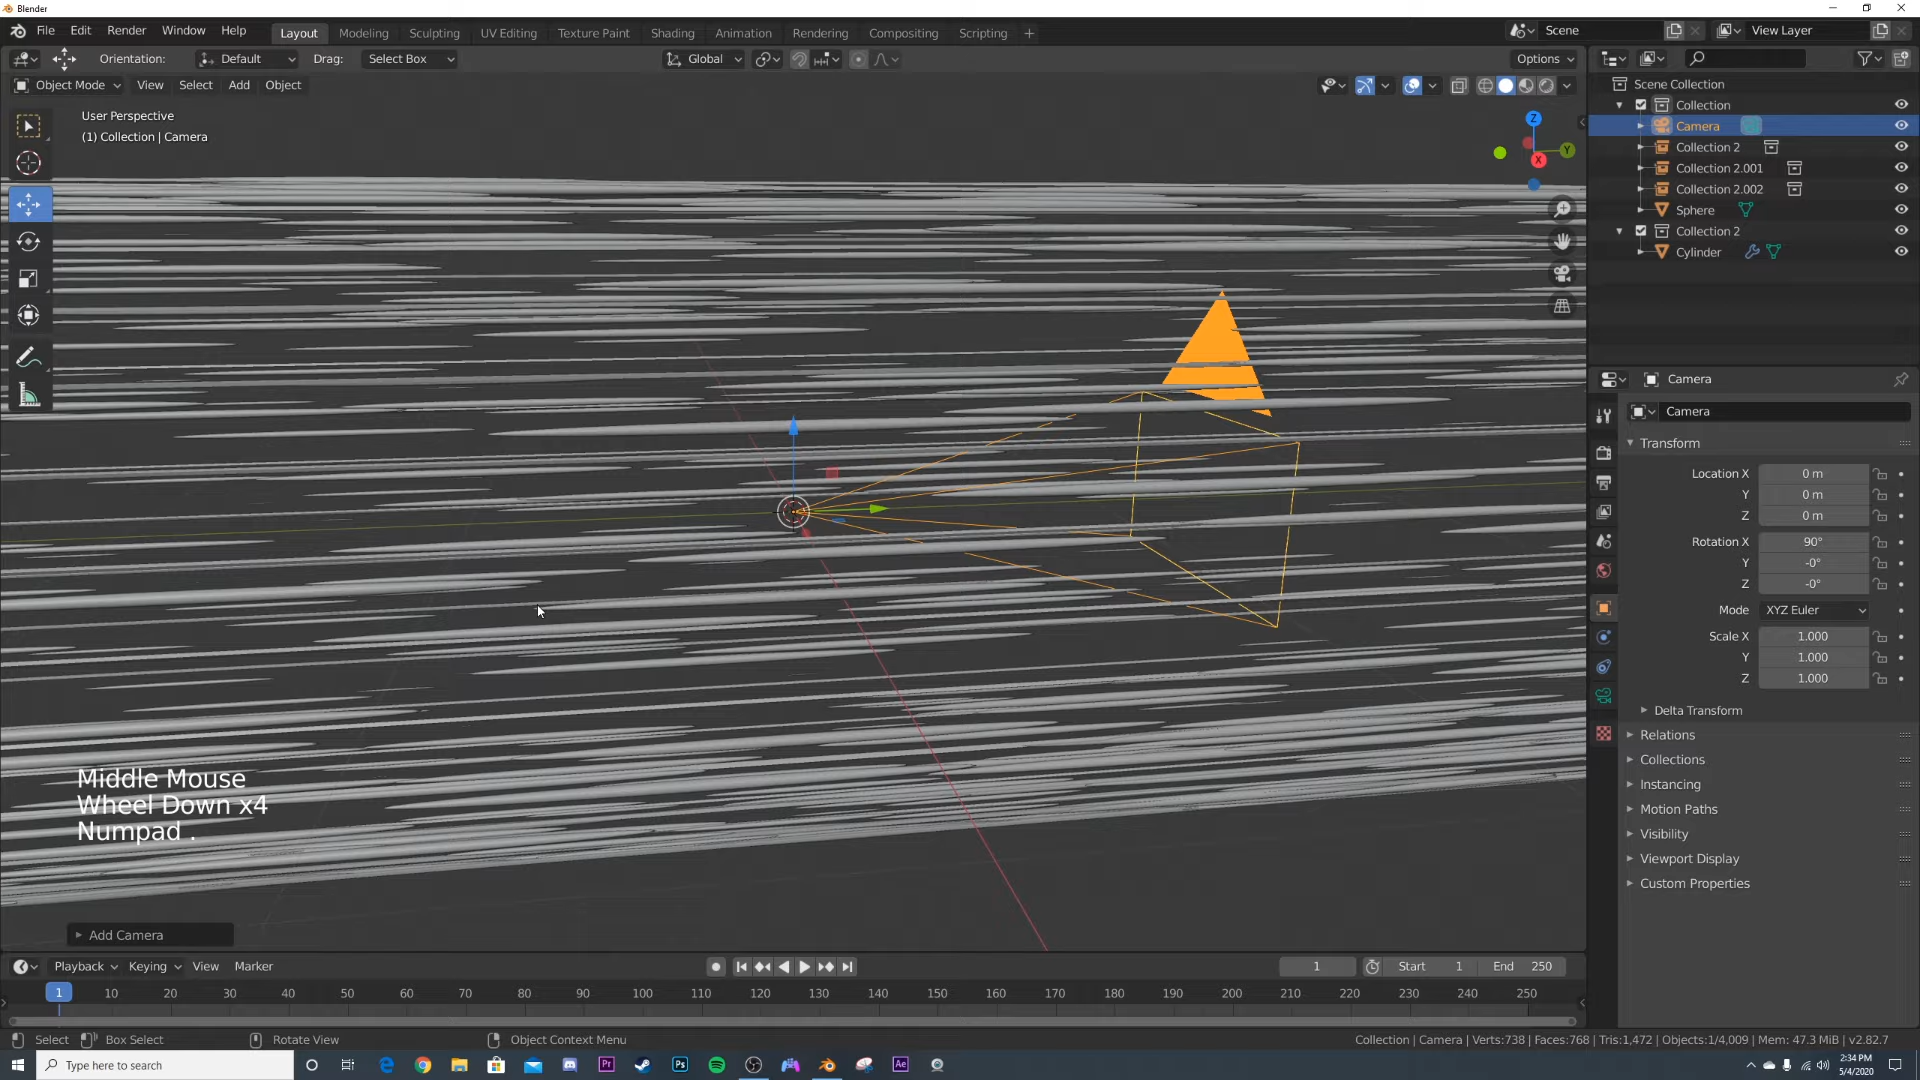 Blender
File Edit Render Window Help Layout Modeling Sculpting UV Editing Texture Paint Shading Animation Rendering Compositing Scripting + Scene View Layer
Orientation: Default Drag: Select Box Global Options
Object Mode View Select Add Object
User Perspective
(1) Collection | Camera
Z
Y
X
Scene Collection
Collection
Camera
Collection 2
Collection 2.001
Collection 2.002
Sphere
Collection 2
Cylinder
Camera
Camera
Transform
Location X 0 m
Y 0 m
Z 0 m
Rotation X 90°
Y -0°
Z -0°
Mode XYZ Euler
Scale X 1.000
Y 1.000
Z 1.000
Delta Transform
Relations
Collections
Instancing
Motion Paths
Visibility
Viewport Display
Custom Properties
Middle Mouse
Wheel Down x4
Numpad .
Add Camera
Playback Keying View Marker 1 Start 1 End 250
1 10 20 30 40 50 60 70 80 90 100 110 120 130 140 150 160 170 180 190 200 210 220 230 240 250
Select Box Select Rotate View Object Context Menu Collection | Camera | Verts:738 | Faces:768 | Tris:1,472 | Objects:1/4,009 | Mem: 47.3 MiB | v2.82.7
Type here to search Pr Ps Ae 2:34 PM
5/4/2020